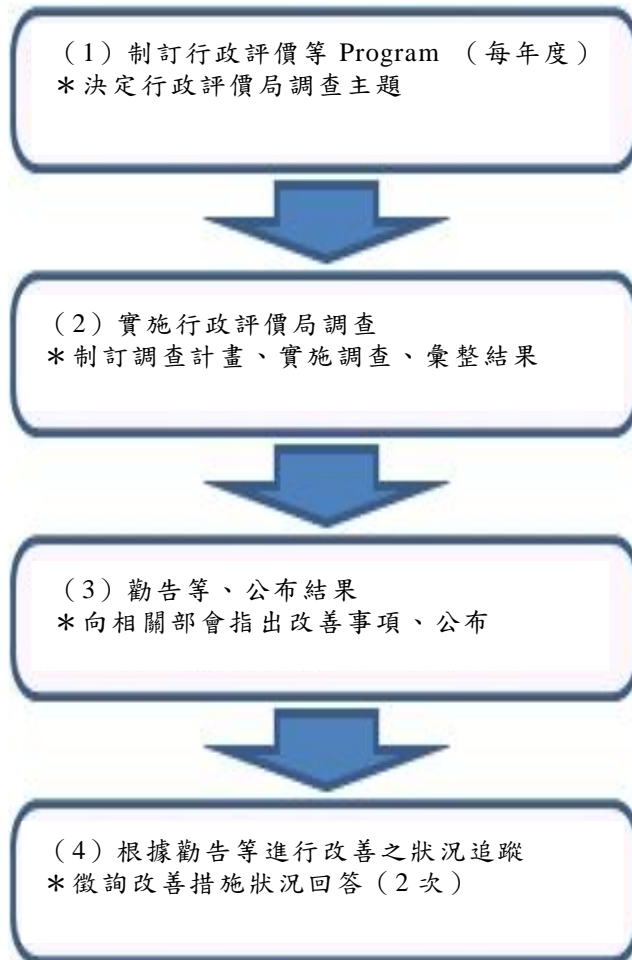 （1）制訂行政評價等 Program （每年度）
＊決定行政評價局調查主題
（2）實施行政評價局調查
＊制訂調查計畫、實施調查、彙整結果
（3）勸告等、公布結果
＊向相關部會指出改善事項、公布
（4）根據勸告等進行改善之狀況追蹤
＊徵詢改善措施狀況回答（2 次）